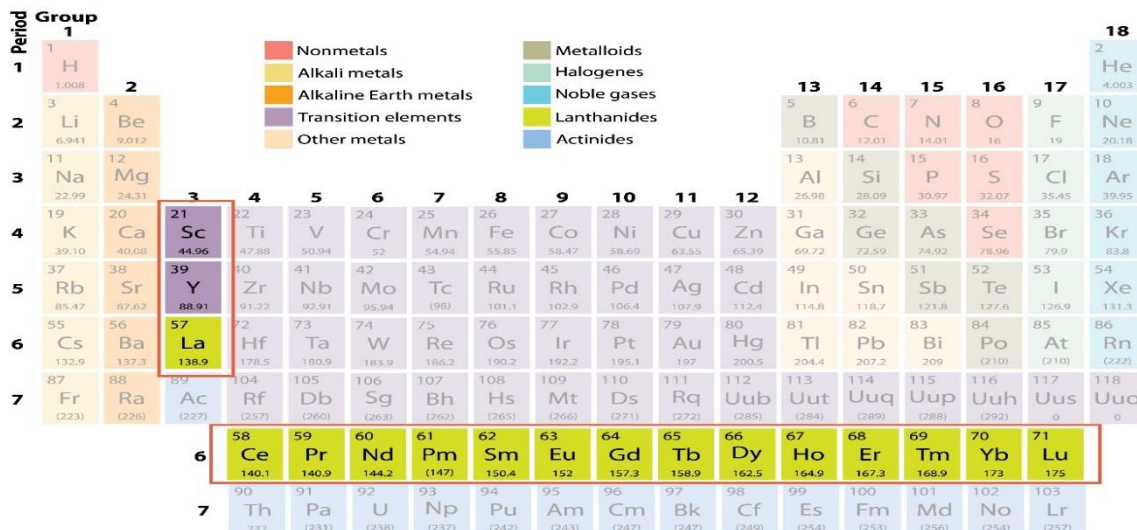 Period
Group
1 18
Nonmetals Metalloids
Alkali metals Halogenes
Alkaline Earth metals Noble gases
Transition elements Lanthanides
Other metals Actinides
1 2
1 H He
1.008 4.003
2 13 14 15 16 17
3 4 5 6 7 8 9 10
2 Li Be B C N O F Ne
6.941 9.012 10.81 12.01 14.01 16 19 20.18
11 12 13 14 15 16 17 18
3 Na Mg Al Si P S Cl Ar
22.99 24.31 26.98 28.09 30.97 32.07 35.45 39.95
3 4 5 6 7 8 9 10 11 12
19 20 21 22 23 24 25 26 27 28 29 30 31 32 33 34 35 36
4 K Ca Sc Ti V Cr Mn Fe Co Ni Cu Zn Ga Ge As Se Br Kr
39.10 40.08 44.96 47.88 50.94 52 54.94 55.85 58.47 58.69 63.55 65.39 69.72 72.59 74.92 78.96 79.9 83.8
37 38 39 40 41 42 43 44 45 46 47 48 49 50 51 52 53 54
5 Rb Sr Y Zr Nb Mo Tc Ru Rh Pd Ag Cd In Sn Sb Te I Xe
85.47 87.62 88.91 91.22 92.91 95.94 (98) 101.1 102.9 106.4 107.9 112.4 114.8 118.7 121.8 127.6 126.9 131.3
55 56 57 72 73 74 75 76 77 78 79 80 81 82 83 84 85 86
6 Cs Ba La Hf Ta W Re Os Ir Pt Au Hg Tl Pb Bi Po At Rn
132.9 137.3 138.9 178.5 180.9 183.9 186.2 190.2 192.2 195.1 197 200.5 204.4 207.2 209 (210) (210) (222)
87 88 89 104 105 106 107 108 109 110 111 112 113 114 115 116 117 118
7 Fr Ra Ac Rf Db Sg Bh Hs Mt Ds Rq Uub Uut Uuq Uup Uuh Uus Uuo
(223) (226) (227) (257) (260) (263) (262) (265) (266) (271) (272) (285) (284) (289) (288) (292)
58 59 60 61 62 63 64 65 66 67 68 69 70 71
6 Ce Pr Nd Pm Sm Eu Gd Tb Dy Ho Er Tm Yb Lu
140.1 140.9 144.2 (147) 150.4 152 157.3 158.9 162.5 164.9 167.3 168.9 173 175
90 91 92 93 94 95 96 97 98 99 100 101 102 103
7 Th Pa U Np Pu Am Cm Bk Cf Es Fm Md No Lr
232 (231) (238) (237) (242) (243) (247) (247) (249) (254) (253) (256) (254) (257)